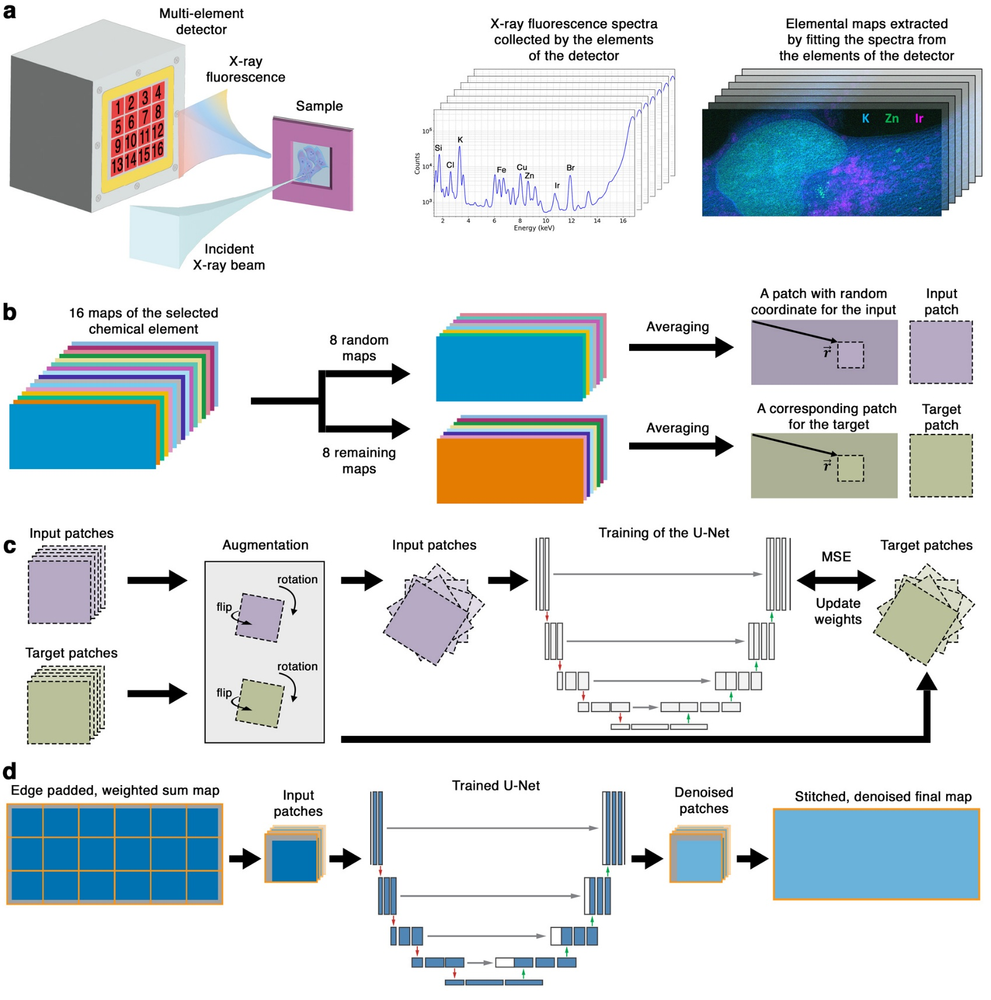 a
Multi-element
detector
X-ray
fluorescence
Sample
1 2 3 4
5 6 7 8
9 10 11 12
13 14 15 16
Incident
X-ray beam
X-ray fluorescence spectra
collected by the elements
of the detector
Counts
10⁵
10⁴
10³
Si
Cl
K
Fe
Cu
Zn
Ir
Br
2 4 6 8 10 12 14 16
Energy (keV)
Elemental maps extracted
by fitting the spectra from
the elements of the detector
K Zn Ir
b
16 maps of the selected
chemical element
8 random
maps
8 remaining
maps
Averaging
Averaging
A patch with random
coordinate for the input
r⃗
Input
patch
A corresponding patch
for the target
r⃗
Target
patch
c
Input patches
Target patches
Augmentation
rotation
flip
rotation
flip
Input patches
Training of the U-Net
MSE
Update
weights
Target patches
d
Edge padded, weighted sum map
Input
patches
Trained U-Net
Denoised
patches
Stitched, denoised final map